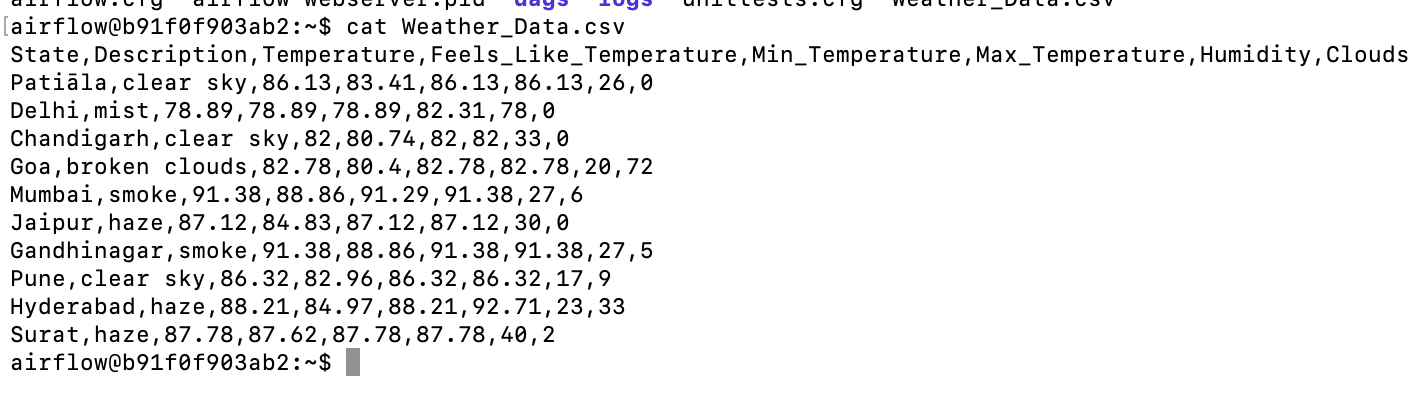 airflow.cfg airflow-webserver.pid dags logs unittests.cfg Weather_Data.csv
[airflow@b91f0f903ab2:~$ cat Weather_Data.csv
State,Description,Temperature,Feels_Like_Temperature,Min_Temperature,Max_Temperature,Humidity,Clouds
Patiāla,clear sky,86.13,83.41,86.13,86.13,26,0
Delhi,mist,78.89,78.89,78.89,82.31,78,0
Chandigarh,clear sky,82,80.74,82,82,33,0
Goa,broken clouds,82.78,80.4,82.78,82.78,20,72
Mumbai,smoke,91.38,88.86,91.29,91.38,27,6
Jaipur,haze,87.12,84.83,87.12,87.12,30,0
Gandhinagar,smoke,91.38,88.86,91.38,91.38,27,5
Pune,clear sky,86.32,82.96,86.32,86.32,17,9
Hyderabad,haze,88.21,84.97,88.21,92.71,23,33
Surat,haze,87.78,87.62,87.78,87.78,40,2
airflow@b91f0f903ab2:~$